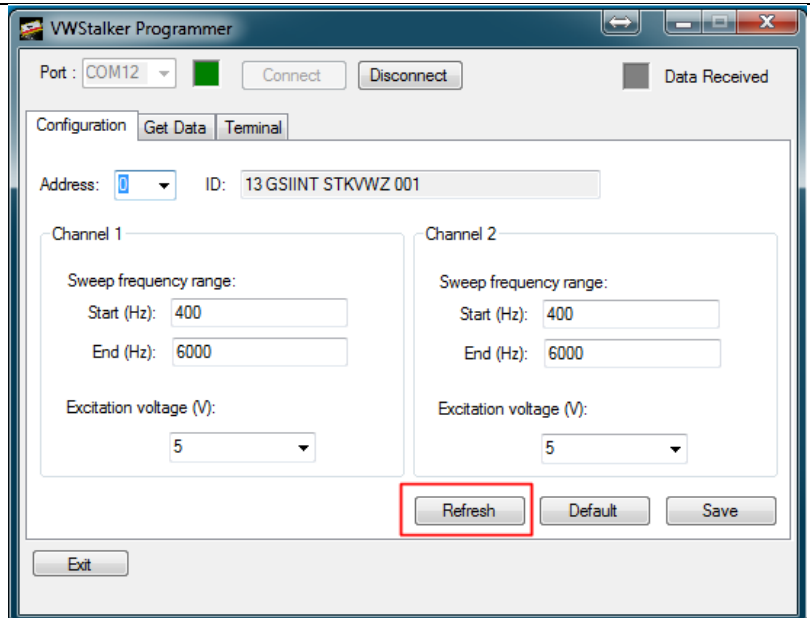 VWStalker Programmer
Port : COM12 Connect Disconnect Data Received
Configuration Get Data Terminal
Address: 0 ID: 13 GSIINT STKVWZ 001
Channel 1 Channel 2
Sweep frequency range: Sweep frequency range:
Start (Hz): 400 Start (Hz): 400
End (Hz): 6000 End (Hz): 6000
Excitation voltage (V): Excitation voltage (V):
5 5
Refresh Default Save
Exit